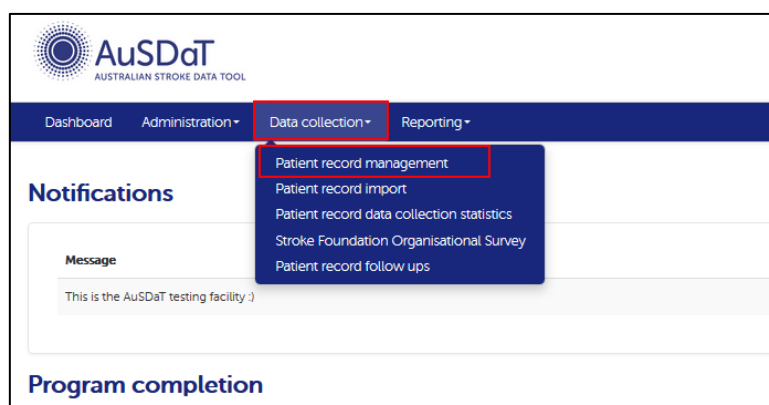 AuSDaT
AUSTRALIAN STROKE DATA TOOL
Dashboard Administration Data collection Reporting
Patient record management
Patient record import
Patient record data collection statistics
Stroke Foundation Organisational Survey
Patient record follow ups
Notifications
Message
This is the AuSDaT testing facility :)
Program completion